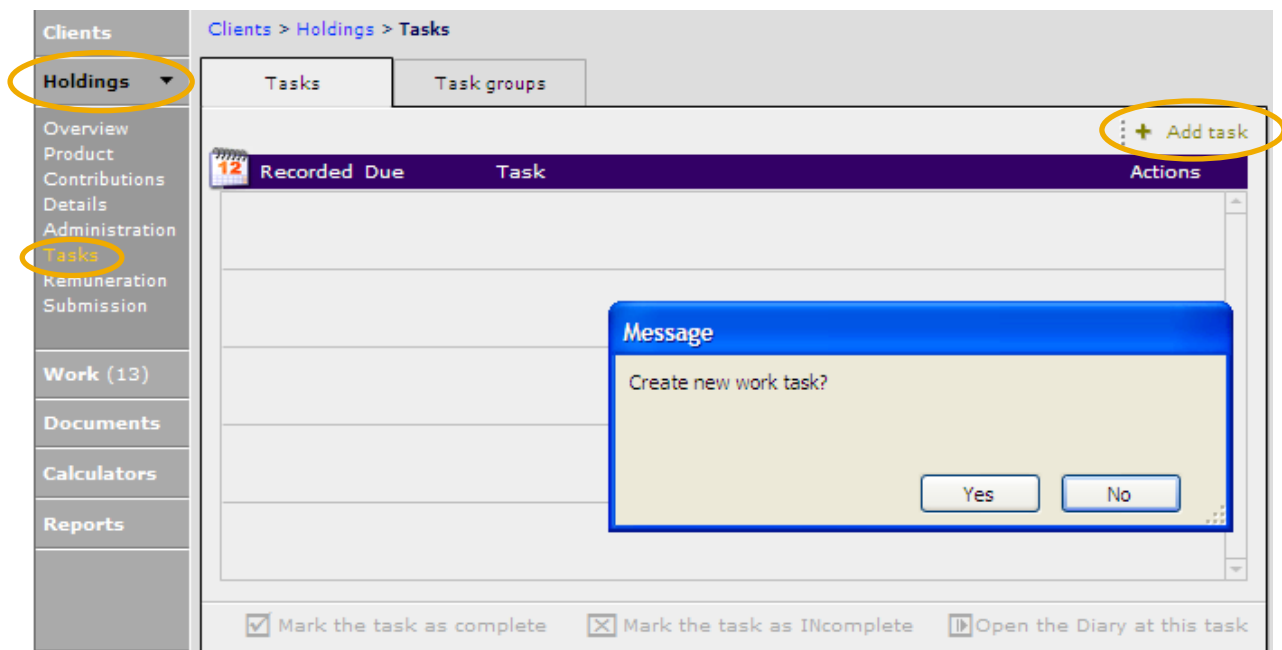 Clients
Holdings
Overview
Product
Contributions
Details
Administration
Tasks
Remuneration
Submission
Work (13)
Documents
Calculators
Reports
Clients > Holdings > Tasks
Tasks Task groups
+ Add task
12 Recorded Due Task Actions
Message
Create new work task?
Yes No
Mark the task as complete Mark the task as INcomplete Open the Diary at this task